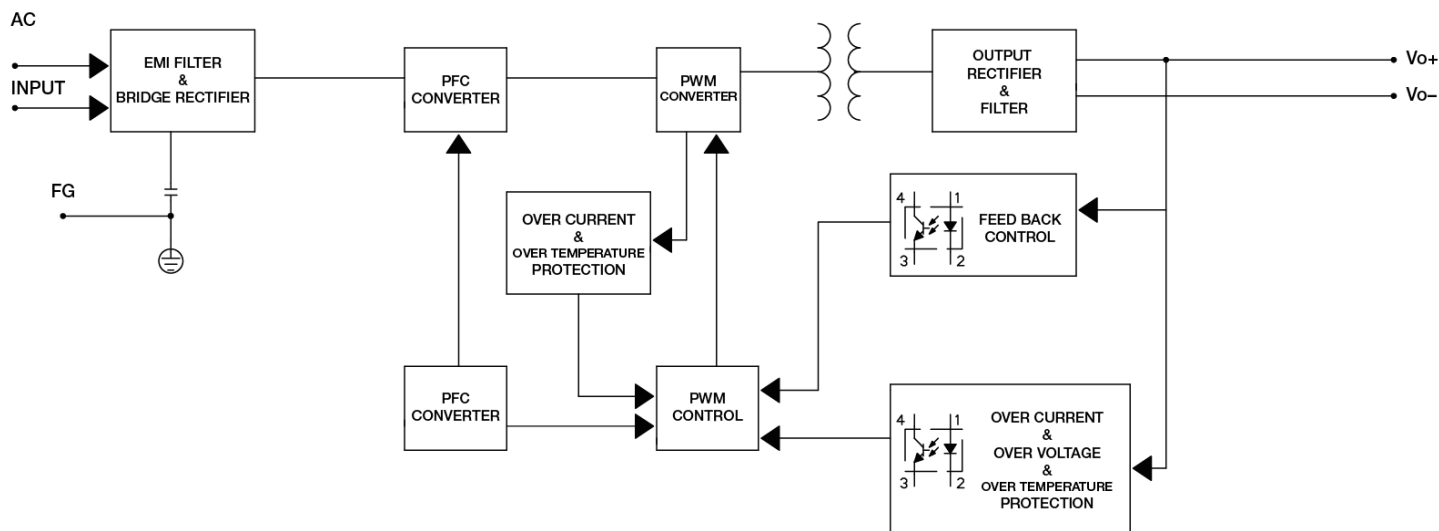 AC
INPUT
EMI FILTER
&
BRIDGE RECTIFIER
FG
PFC
CONVERTER
PWM
CONVERTER
OUTPUT
RECTIFIER
&
FILTER
Vo+
Vo–
OVER CURRENT
&
OVER TEMPERATURE
PROTECTION
4 1
3 2
FEED BACK
CONTROL
PFC
CONVERTER
PWM
CONTROL
4 1
3 2
OVER CURRENT
&
OVER VOLTAGE
&
OVER TEMPERATURE
PROTECTION